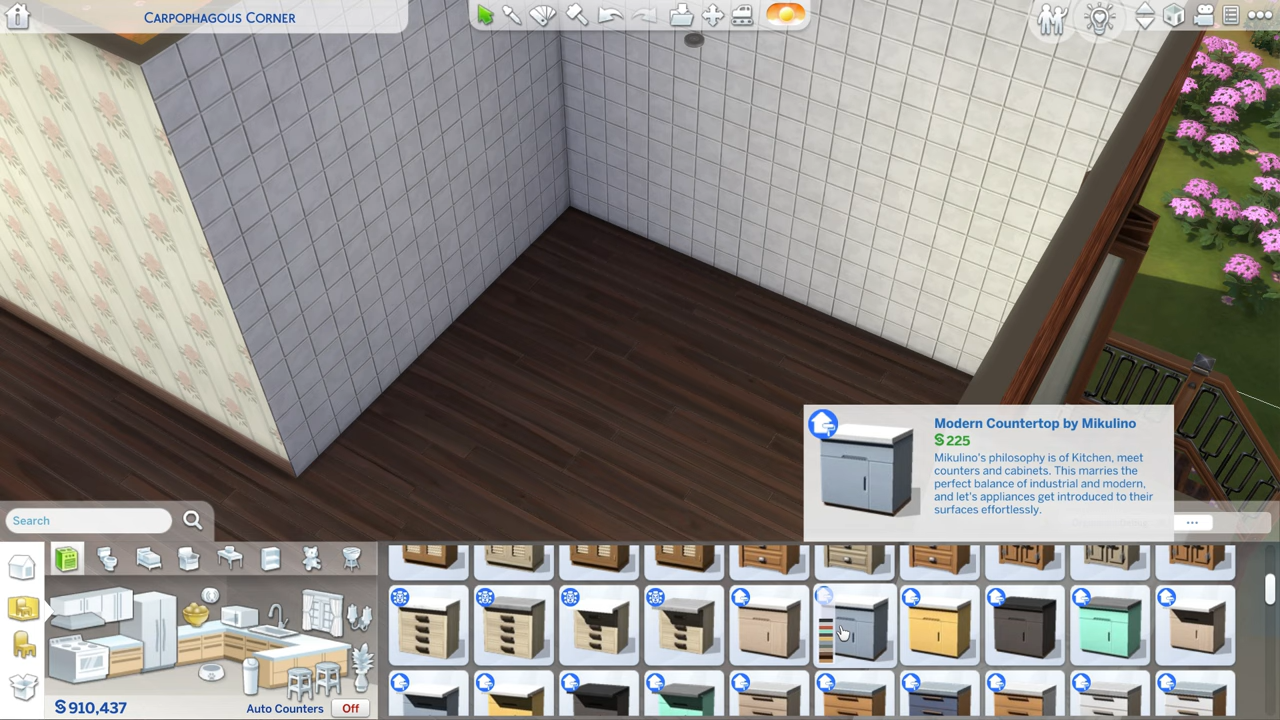 Carpophagous Corner
Modern Countertop by Mikulino
§225
Mikulino's philosophy is of Kitchen, meet
counters and cabinets. This marries the
perfect balance of industrial and modern,
and let's appliances get introduced to their
surfaces effortlessly.
Search
§910,437
Auto Counters
Off